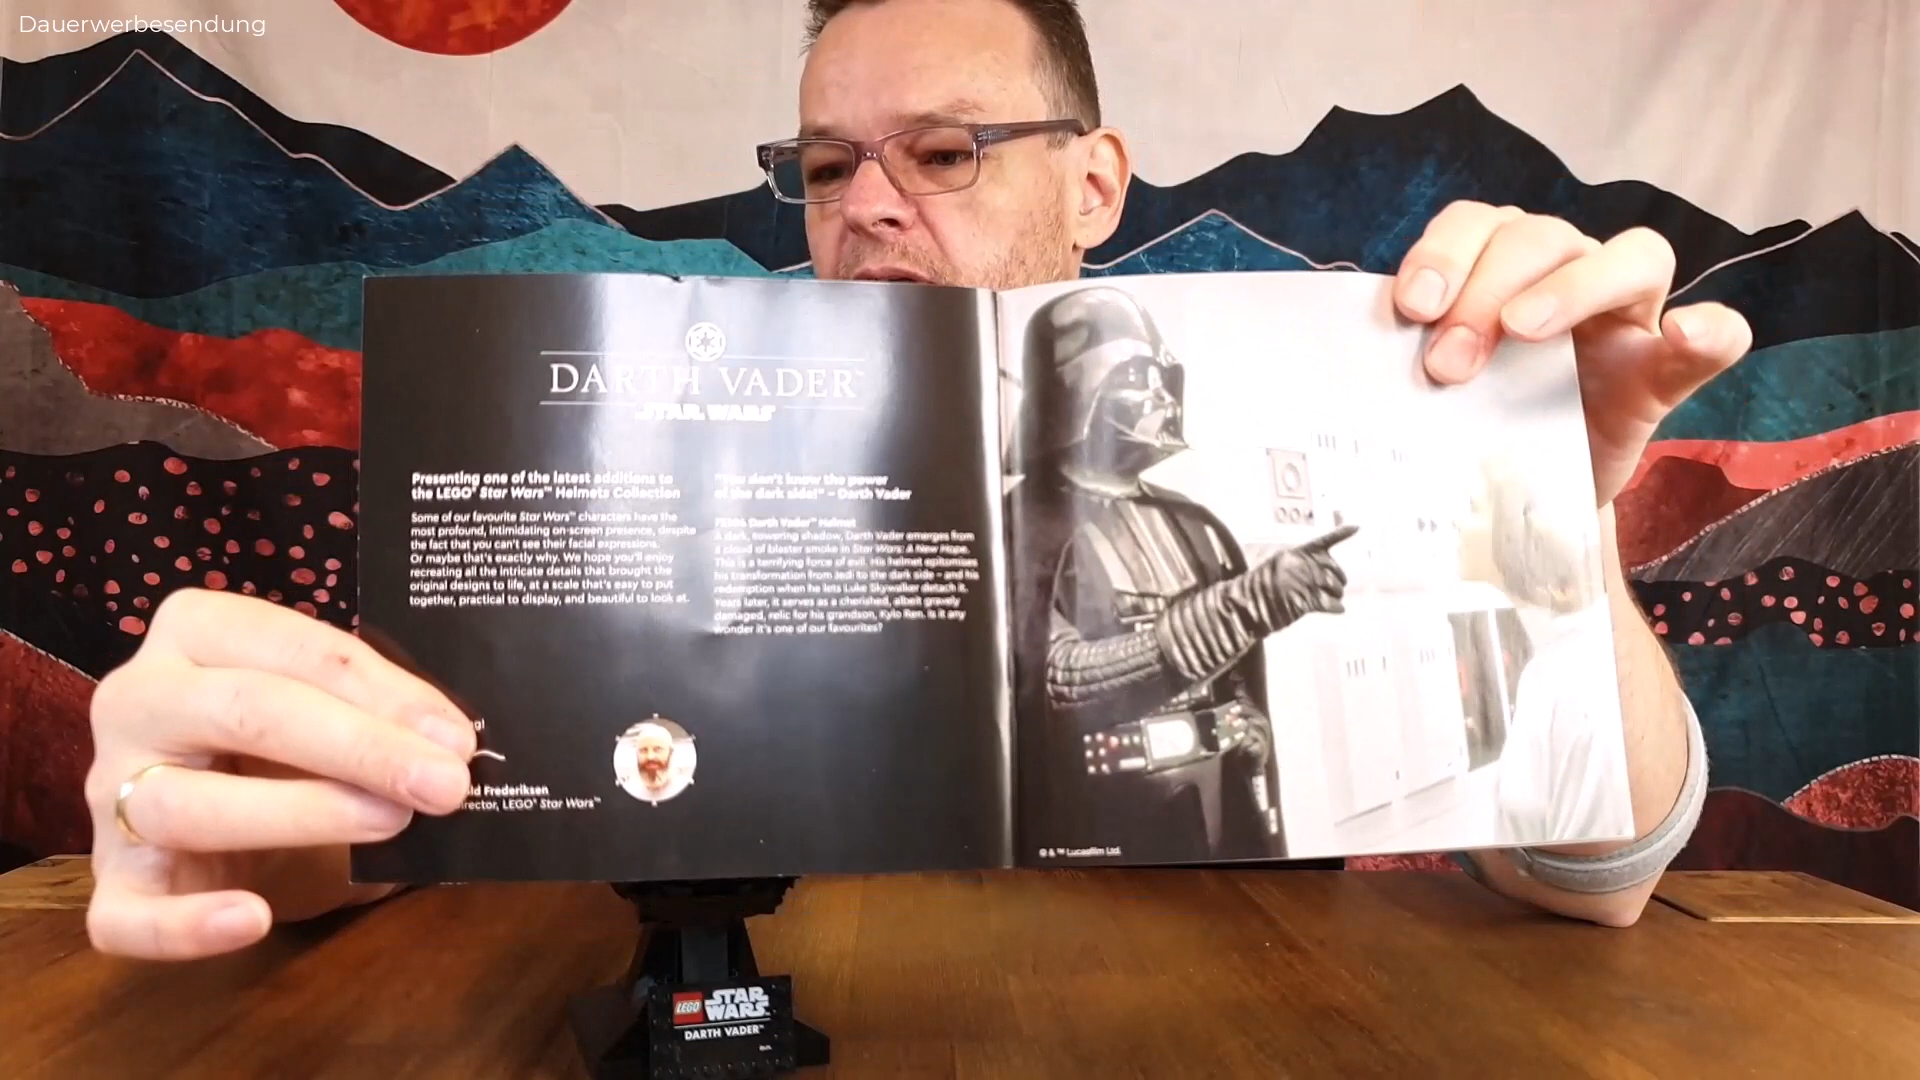 Dauerwerbesendung
DARTH VADER™
STAR WARS
Presenting one of the latest additions to
the LEGO® Star Wars™ Helmets Collection
Some of our favourite Star Wars™ characters have the
most profound, intimidating on-screen presence, despite
the fact that you can't see their facial expressions.
Or maybe that's exactly why. We hope you'll enjoy
recreating all the intricate details that brought the
original designs to life, at a scale that's easy to put
together, practical to display, and beautiful to look at.
"You don't know the power
of the dark side!" – Darth Vader
Darth Vader™ Helmet
A dark, towering shadow, Darth Vader emerges from
a cloud of blaster smoke in Star Wars: A New Hope.
This is a terrifying force of evil. His helmet epitomises
his transformation from Jedi to the dark side – and his
redemption when he lets Luke Skywalker detach it.
Years later, it serves as a cherished, albeit gravely
damaged, relic for his grandson, Kylo Ren. Is it any
wonder it's one of our favourites?
Frederiksen
LEGO® Star Wars™
© & ™ Lucasfilm Ltd.
LEGO
STAR
WARS
DARTH VADER™